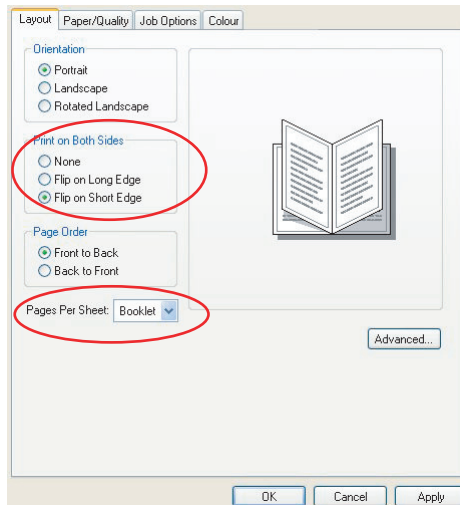 Layout Paper/Quality Job Options Colour
Orientation
Portrait
Landscape
Rotated Landscape
Print on Both Sides
None
Flip on Long Edge
Flip on Short Edge
Page Order
Front to Back
Back to Front
Pages Per Sheet: Booklet
Advanced...
OK Cancel Apply